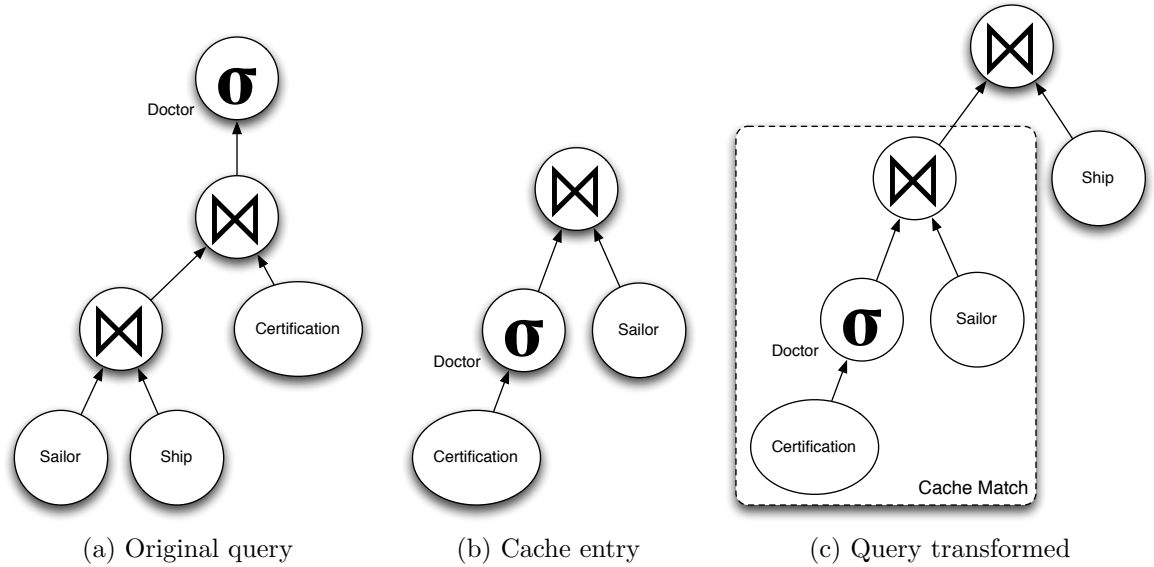 σ
Doctor
⋈
Certification
⋈
Sailor
Ship
(a) Original query
⋈
σ
Doctor
Sailor
Certification
(b) Cache entry
⋈
Ship
⋈
σ
Doctor
Sailor
Certification
Cache Match
(c) Query transformed